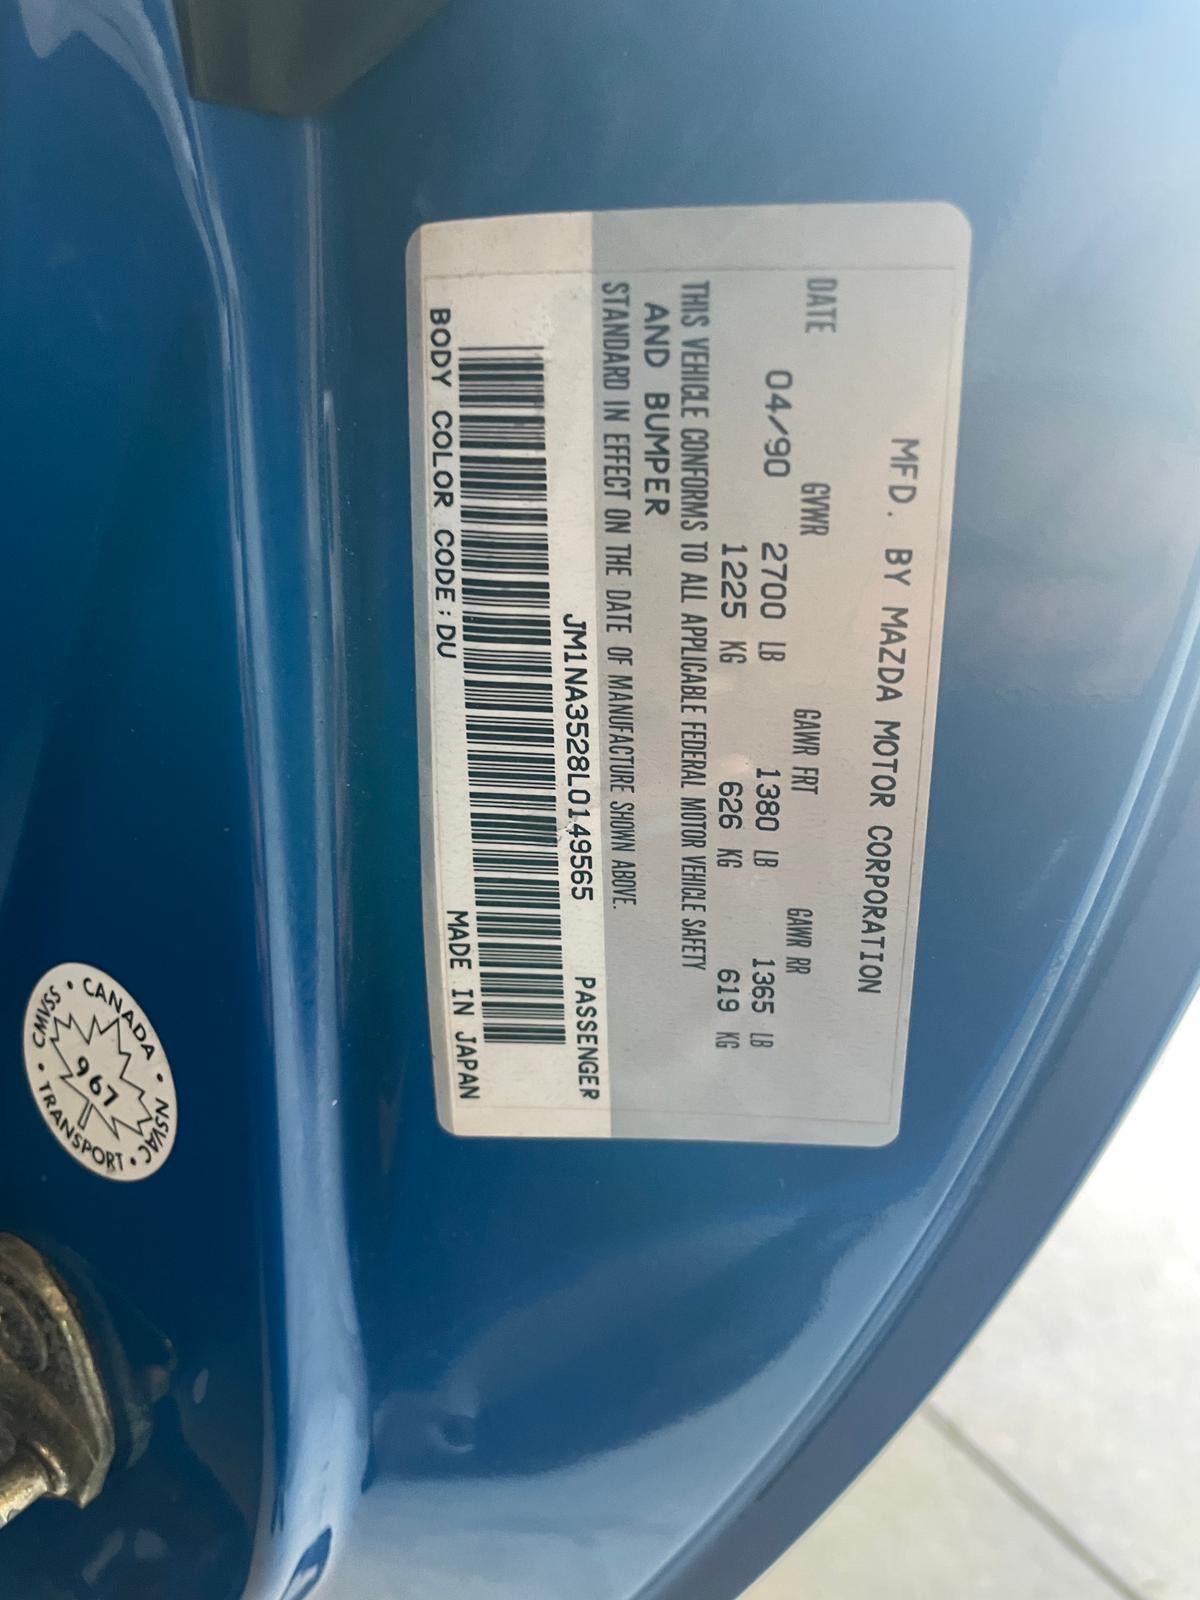 MFD. BY MAZDA MOTOR CORPORATION
DATE GVWR GAWR FRT GAWR RR
04/90 2700 LB 1380 LB 1365 LB
1225 KG 626 KG 619 KG
THIS VEHICLE CONFORMS TO ALL APPLICABLE FEDERAL MOTOR VEHICLE SAFETY
AND BUMPER
STANDARD IN EFFECT ON THE DATE OF MANUFACTURE SHOWN ABOVE.
JM1NA3528L0149565 PASSENGER
BODY COLOR CODE:DU MADE IN JAPAN
CANADA • NSVAC • TRANSPORT • CMVSS •
967